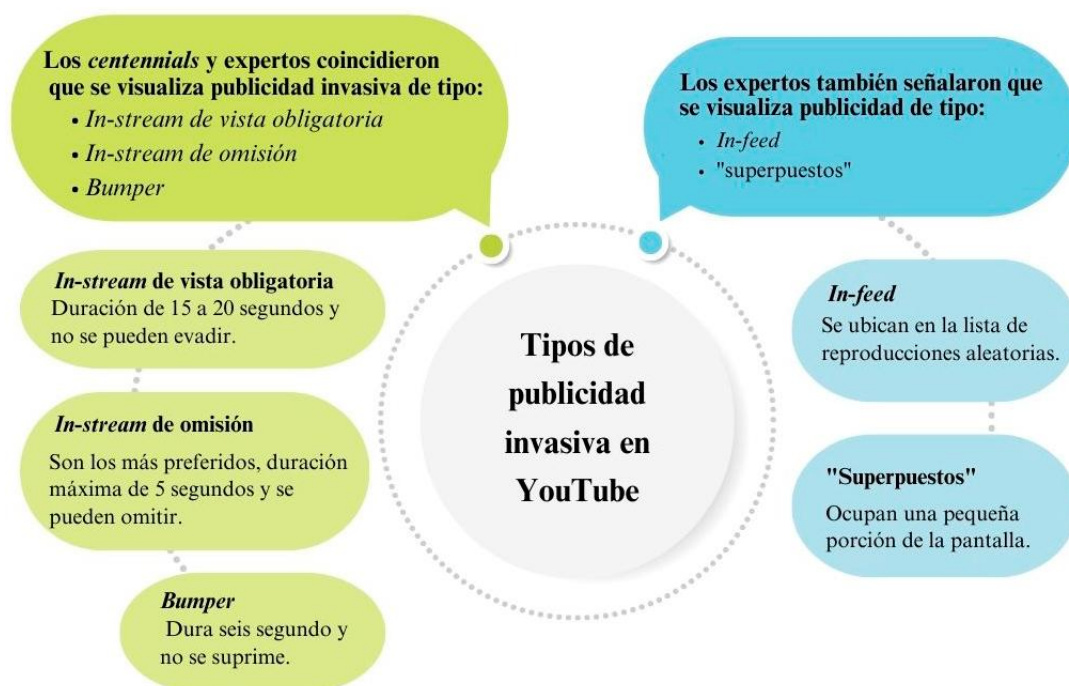 Los centennials y expertos coincidieron
que se visualiza publicidad invasiva de tipo:
• In-stream de vista obligatoria
• In-stream de omisión
• Bumper
Los expertos también señalaron que
se visualiza publicidad de tipo:
• In-feed
• "superpuestos"
In-stream de vista obligatoria
Duración de 15 a 20 segundos y
no se pueden evadir.
In-stream de omisión
Son los más preferidos, duración
máxima de 5 segundos y se
pueden omitir.
Bumper
Dura seis segundo y
no se suprime.
Tipos de
publicidad
invasiva en
YouTube
In-feed
Se ubican en la lista de
reproducciones aleatorias.
"Superpuestos"
Ocupan una pequeña
porción de la pantalla.